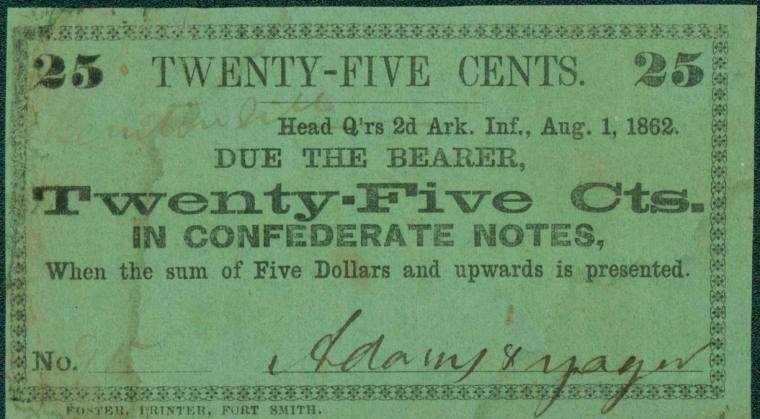 25 TWENTY-FIVE CENTS. 25
Head Q'rs 2d Ark. Inf., Aug. 1, 1862.
DUE THE BEARER,
Twenty-Five Cts.
IN CONFEDERATE NOTES,
When the sum of Five Dollars and upwards is presented.
No.
Adams & Yager
FOSTER, PRINTER, FORT SMITH.